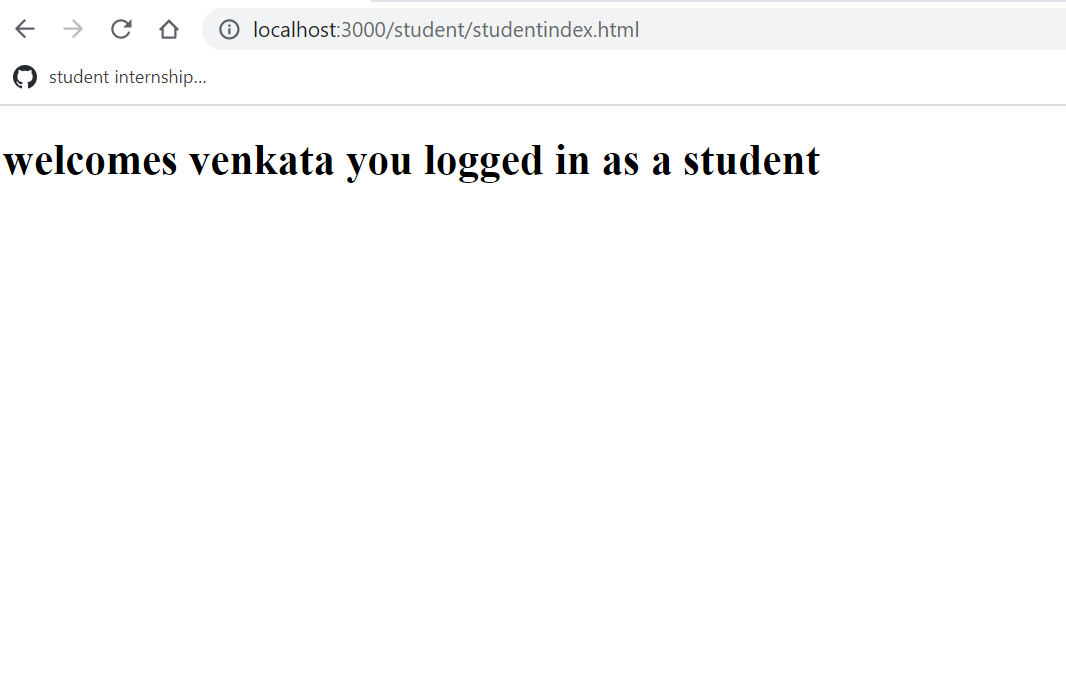 localhost:3000/student/studentindex.html
student internship...
welcomes venkata you logged in as a student